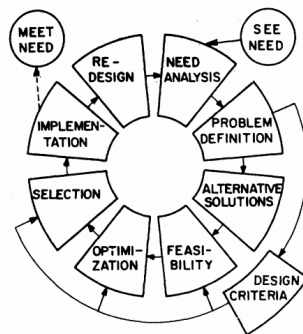 MEET
NEED
SEE
NEED
RE-
DESIGN
NEED
ANALYSIS
PROBLEM
DEFINITION
ALTERNATIVE
SOLUTIONS
DESIGN
CRITERIA
FEASI-
BILITY
OPTIMI-
ZATION
SELECTION
IMPLEMEN-
TATION